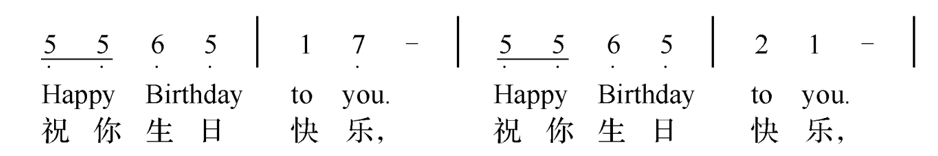 5 5 6 5 | 1 7 – | 5 5 6 5 | 2 1 – |
Happy Birthday to you. Happy Birthday to you.
祝 你 生 日 快 乐, 祝 你 生 日 快 乐,